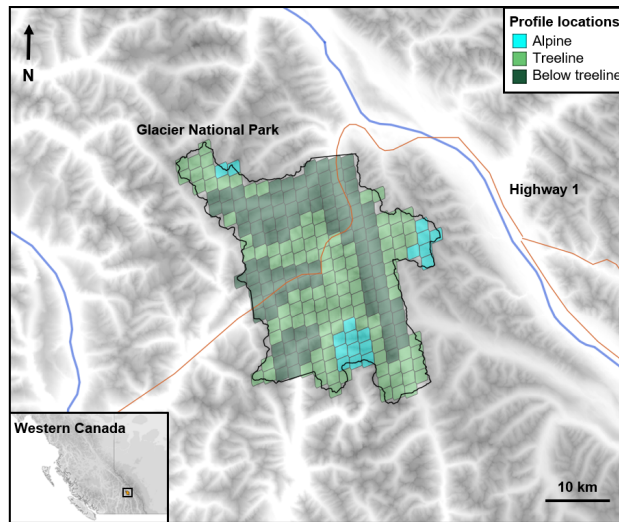 N
Profile locations
Alpine
Treeline
Below treeline
Glacier National Park
Highway 1
Western Canada
10 km